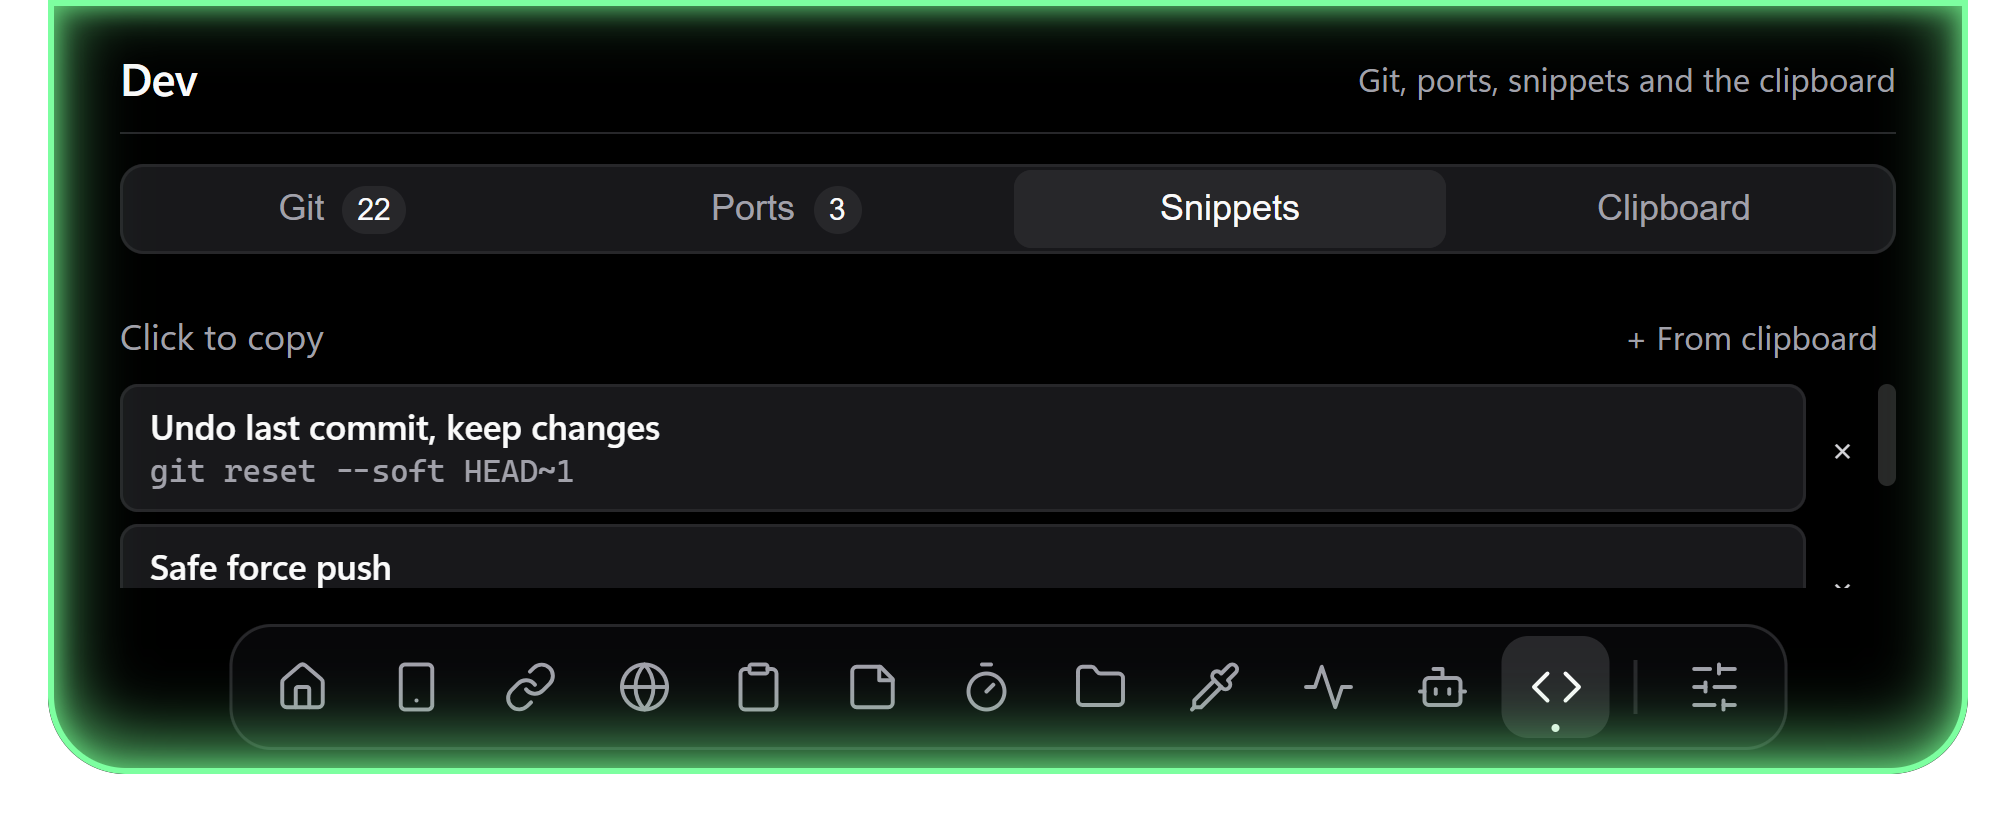 Dev
Git, ports, snippets and the clipboard
Git 22
Ports 3
Snippets
Clipboard
Click to copy
+ From clipboard
Undo last commit, keep changes
git reset --soft HEAD~1
×
Safe force push